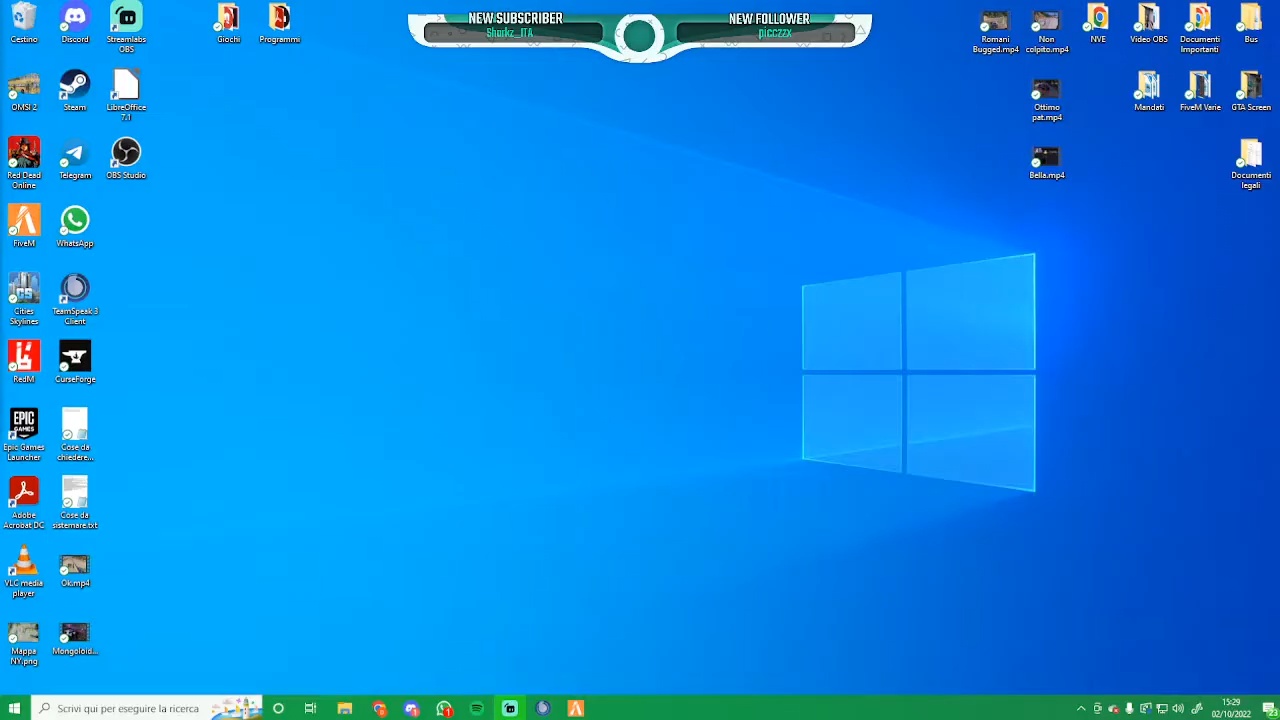 NEW SUBSCRIBER
Sharkz_ITA
NEW FOLLOWER
picczzx
Cestino
Discord
Streamlabs
OBS
Giochi
Programmi
Romani
Bugged.mp4
Non
colpito.mp4
NVE
Video OBS
Documenti
Importanti
Bus
OMSI 2
Steam
LibreOffice
7.1
Ottimo
pat.mp4
Mandati
FiveM Varie
GTA Screen
Red Dead
Online
Telegram
OBS Studio
Bella.mp4
Documenti
legali
FiveM
WhatsApp
Cities
Skylines
TeamSpeak 3
Client
RedM
CurseForge
EPIC
GAMES
Epic Games
Launcher
Cose da
chiedere...
Adobe
Acrobat DC
Cose da
sistemare.txt
VLC media
player
Ok.mp4
Mappa
NY.png
Mongoloid...
Scrivi qui per eseguire la ricerca
15:29
02/10/2022